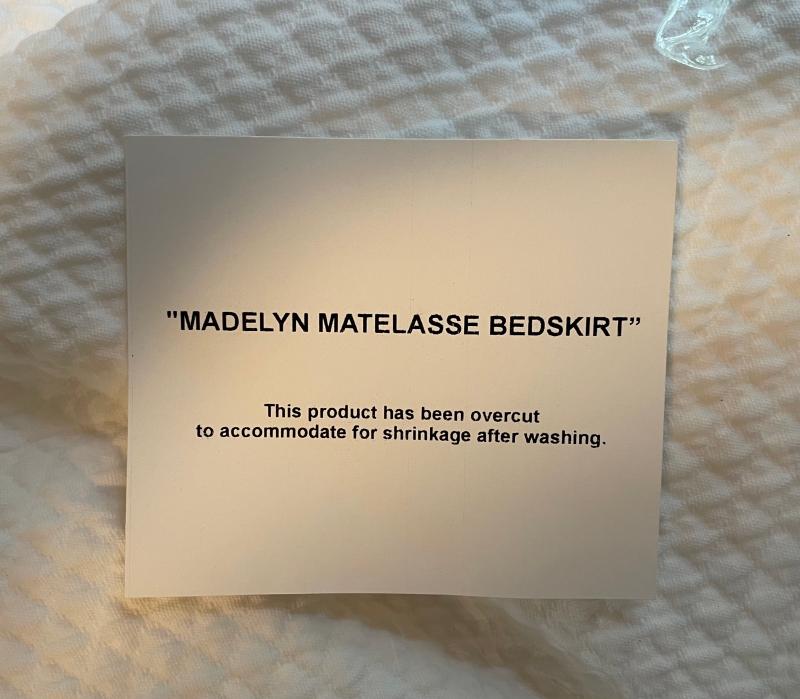 "MADELYN MATELASSE BEDSKIRT”
This product has been overcut
to accommodate for shrinkage after washing.